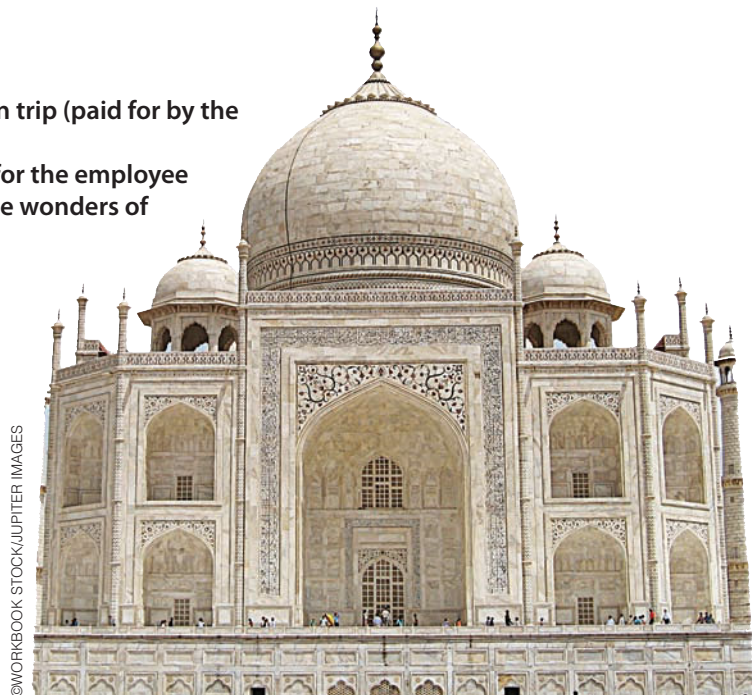 n trip (paid for by the
for the employee
e wonders of
©WORKBOOK STOCK/JUPITER IMAGES